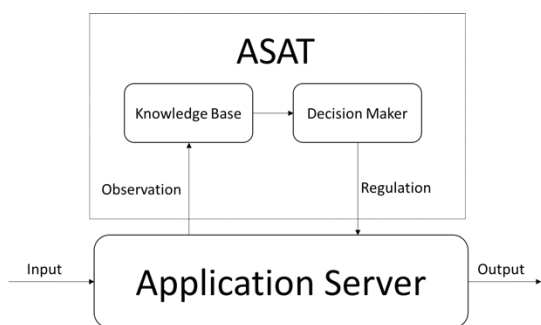 ASAT
Knowledge Base
Decision Maker
Observation
Regulation
Input
Application Server
Output